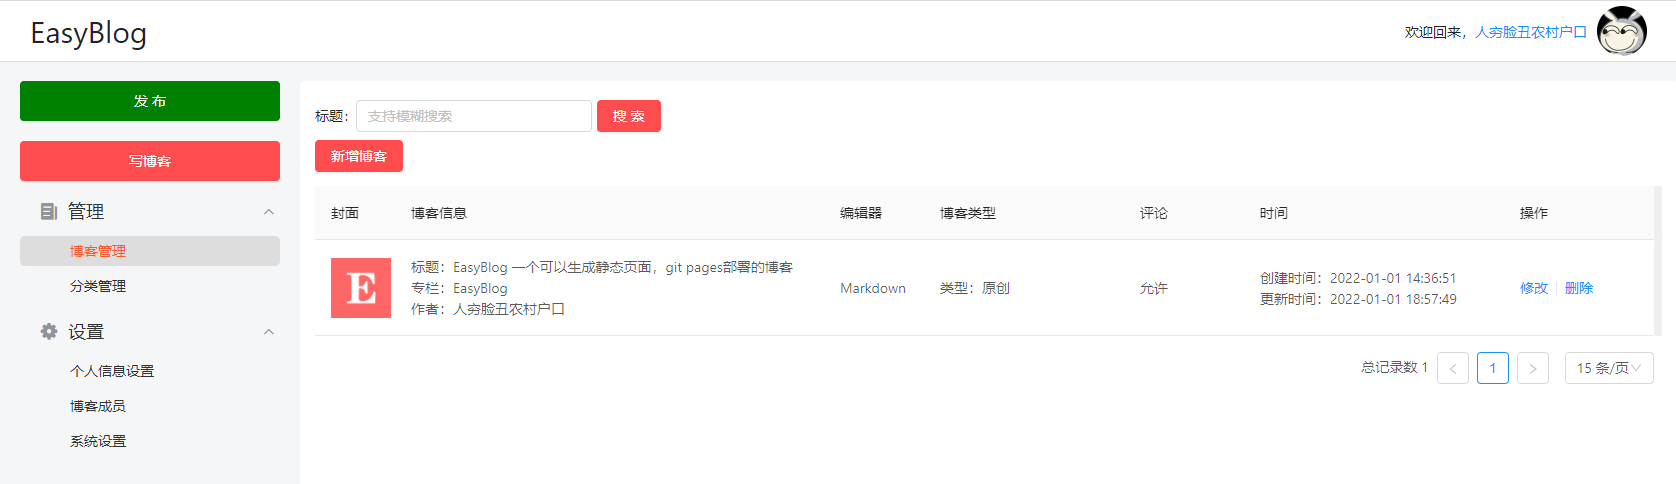 EasyBlog
欢迎回来，人穷脸丑农村户口
发 布
写博客
管理
博客管理
分类管理
设置
个人信息设置
博客成员
系统设置
标题： 支持模糊搜索 搜 索
新增博客
封面 博客信息 编辑器 博客类型 评论 时间 操作
E
标题：EasyBlog 一个可以生成静态页面，git pages部署的博客
专栏：EasyBlog
作者：人穷脸丑农村户口
Markdown
类型：原创
允许
创建时间：2022-01-01 14:36:51
更新时间：2022-01-01 18:57:49
修改 | 删除
总记录数 1 < 1 > 15 条/页